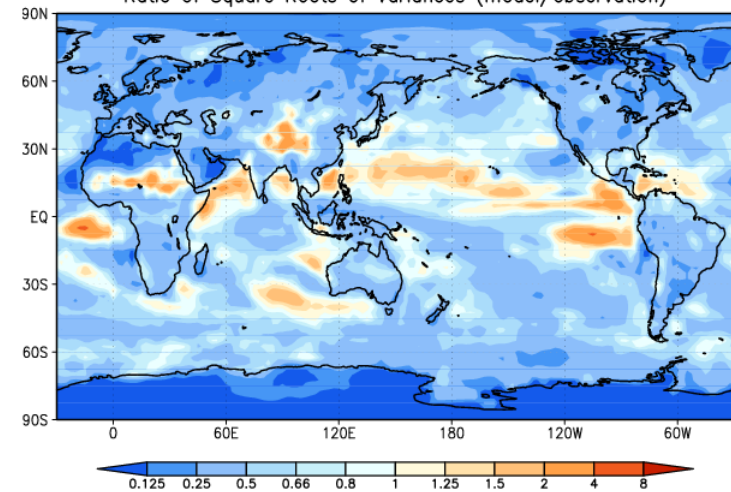 Ratio of Square Roots of Variances (model/observation)
90N
60N
30N
EQ
30S
60S
90S
0 60E 120E 180 120W 60W
0.125 0.25 0.5 0.66 0.8 1 1.25 1.5 2 4 8